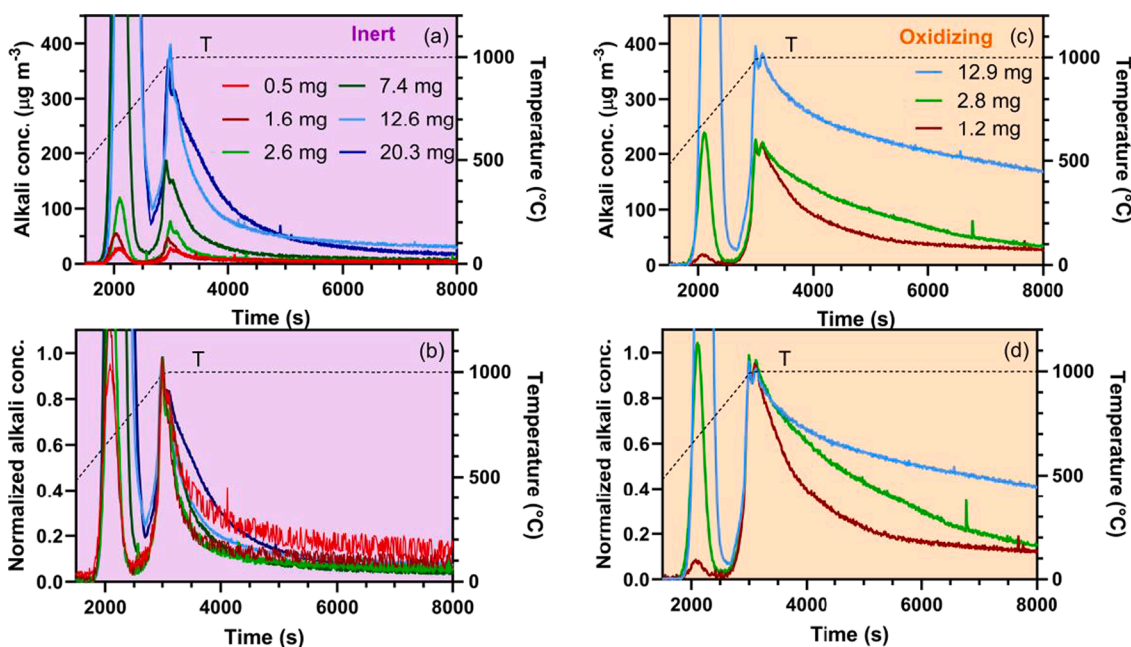 Inert (a)
T
0.5 mg 7.4 mg
1.6 mg 12.6 mg
2.6 mg 20.3 mg
400
300
200
100
0
1000
500
0
2000 4000 6000 8000
Alkali conc. (µg m⁻³)
Temperature (°C)
Time (s)
Oxidizing (c)
T
12.9 mg
2.8 mg
1.2 mg
400
300
200
100
0
1000
500
0
2000 4000 6000 8000
Alkali conc. (µg m⁻³)
Temperature (°C)
Time (s)
(b)
T
1.0
0.8
0.6
0.4
0.2
0.0
1000
500
0
2000 4000 6000 8000
Normalized alkali conc.
Temperature (°C)
Time (s)
(d)
T
1.0
0.8
0.6
0.4
0.2
0.0
1000
500
0
2000 4000 6000 8000
Normalized alkali conc.
Temperature (°C)
Time (s)